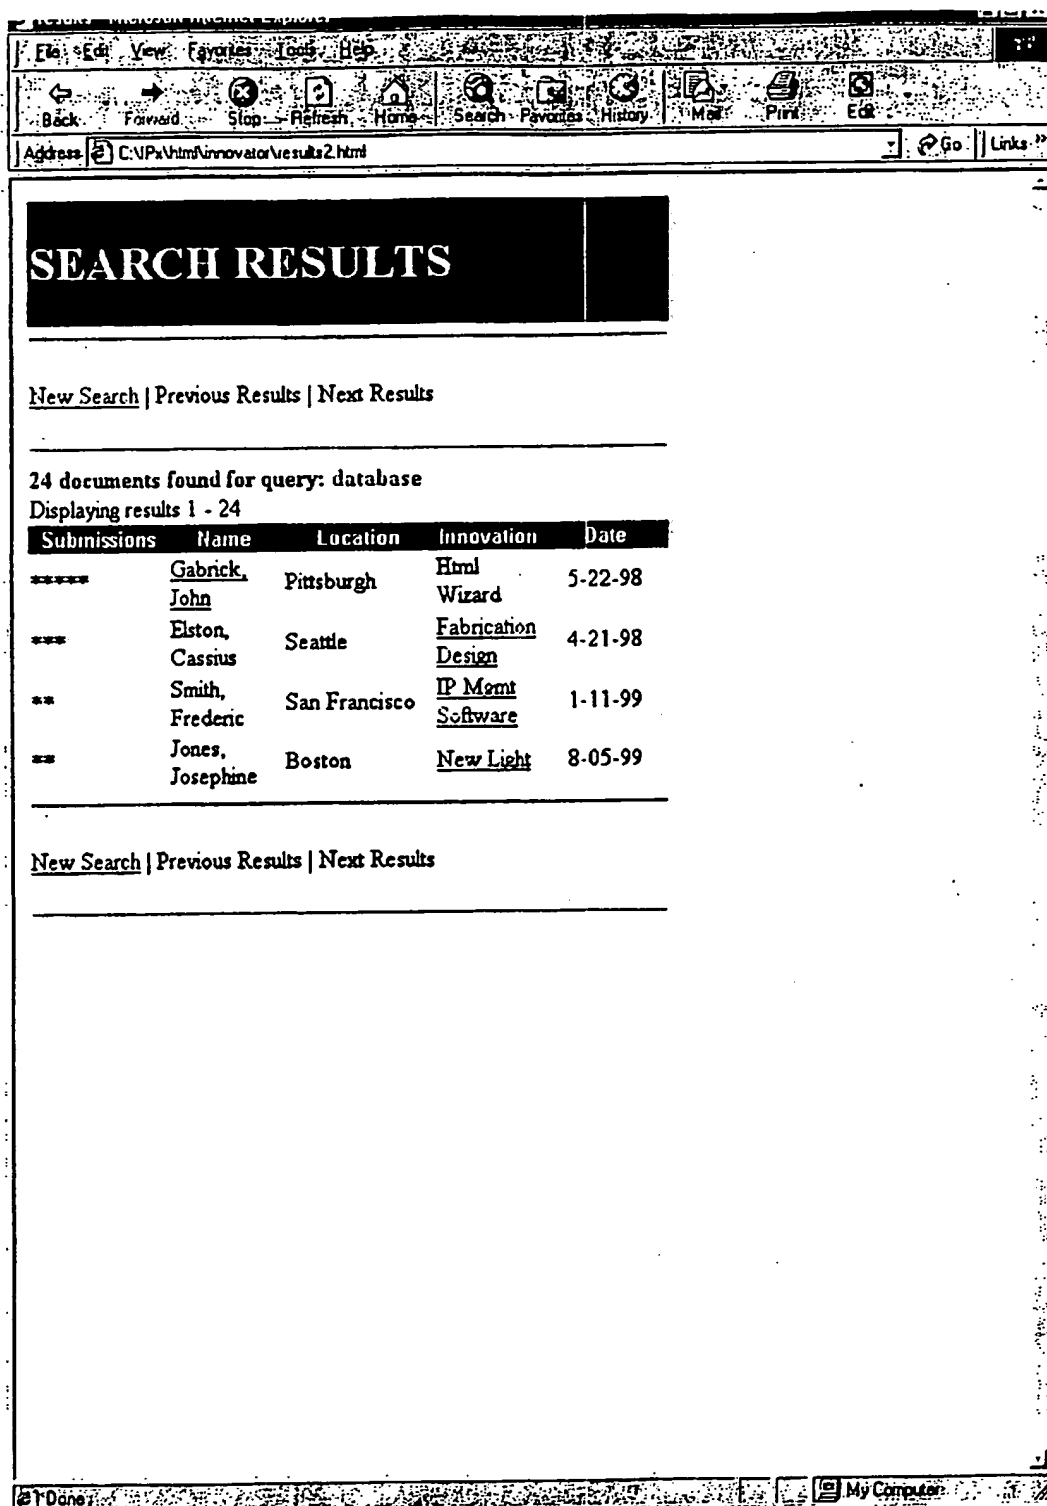 Results - Microsoft Internet Explorer
File Edit View Favorites Tools Help
Back Forward Stop Refresh Home Search Favorites History Mail Print Edit
Address C:\IPx\html\innovator\results2.html Go Links »
SEARCH RESULTS
New Search | Previous Results | Next Results
24 documents found for query: database
Displaying results 1 - 24
Submissions Name Location Innovation Date
***** Gabrick, John Pittsburgh Html Wizard 5-22-98
*** Elston, Cassius Seattle Fabrication Design 4-21-98
** Smith, Frederic San Francisco IP Mgmt Software 1-11-99
** Jones, Josephine Boston New Light 8-05-99
New Search | Previous Results | Next Results
Done My Computer